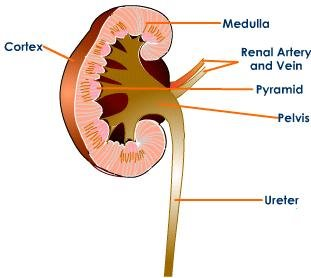 Medulla
Cortex
Renal Artery
and Vein
Pyramid
Pelvis
Ureter